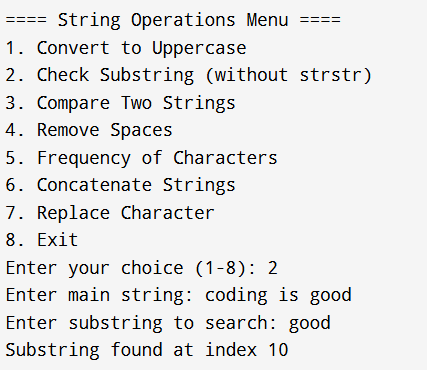 ==== String Operations Menu ====
1. Convert to Uppercase
2. Check Substring (without strstr)
3. Compare Two Strings
4. Remove Spaces
5. Frequency of Characters
6. Concatenate Strings
7. Replace Character
8. Exit
Enter your choice (1-8): 2
Enter main string: coding is good
Enter substring to search: good
Substring found at index 10